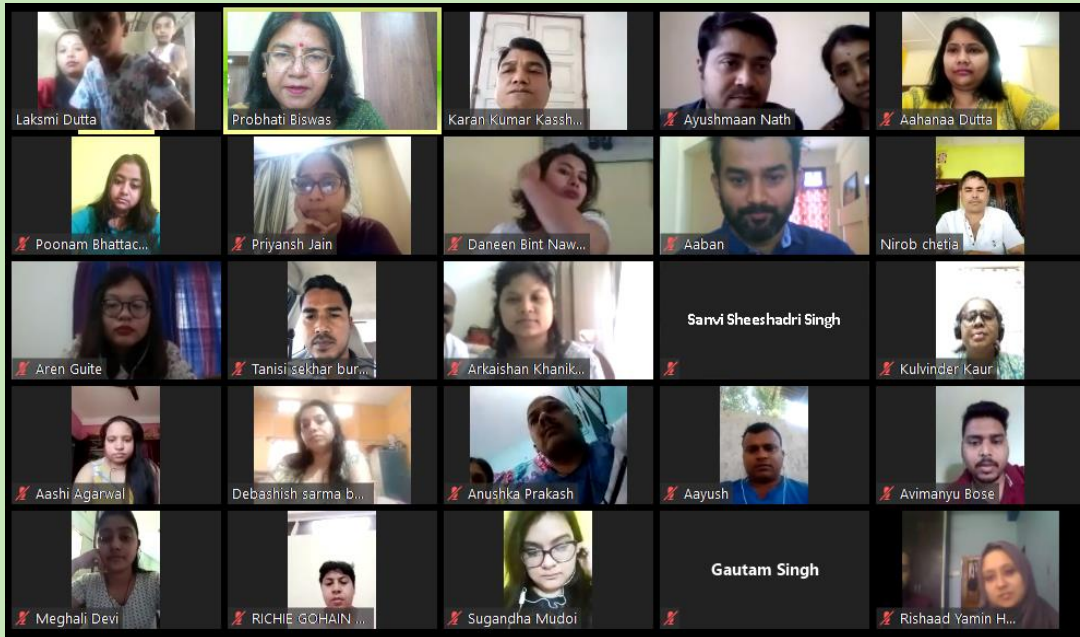 Laksmi Dutta
Probhati Biswas
Karan Kumar Kassh...
Ayushmaan Nath
Aahanaa Dutta
Poonam Bhattac...
Priyansh Jain
Daneen Bint Naw...
Aaban
Nirob chetia
Aren Guite
Tanisi sekhar bur...
Arkaishan Khanik...
Sanvi Sheeshadri Singh
Kulvinder Kaur
Aashi Agarwal
Debashish sarma b...
Anushka Prakash
Aayush
Avimanyu Bose
Meghali Devi
RICHIE GOHAIN ...
Sugandha Mudoi
Gautam Singh
Rishaad Yamin H...